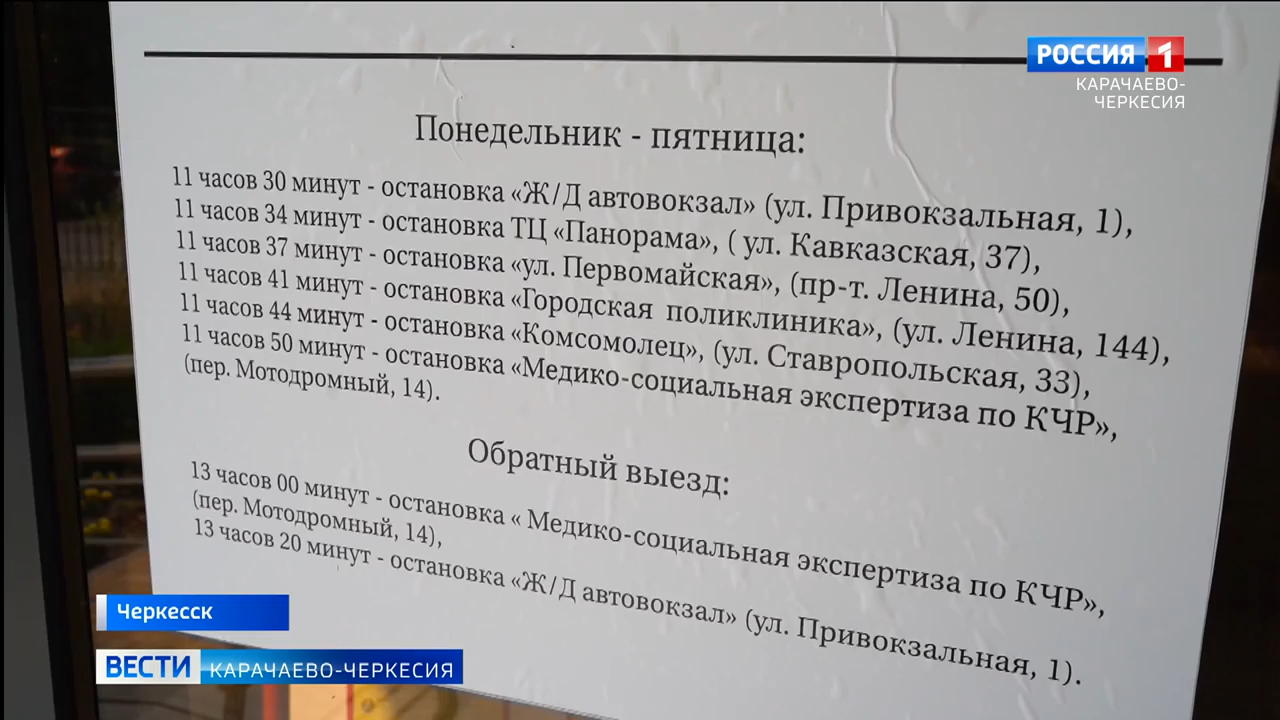 РОССИЯ 1
КАРАЧАЕВО-
ЧЕРКЕСИЯ
Понедельник - пятница:
11 часов 30 минут - остановка «Ж/Д автовокзал» (ул. Привокзальная, 1),
11 часов 34 минут - остановка ТЦ «Панорама», ( ул. Кавказская, 37),
11 часов 37 минут - остановка «ул. Первомайская», (пр-т. Ленина, 50),
11 часов 41 минут - остановка «Городская поликлиника», (ул. Ленина, 144),
11 часов 44 минут - остановка «Комсомолец», (ул. Ставропольская, 33),
11 часов 50 минут - остановка «Медико-социальная экспертиза по КЧР»,
(пер. Мотодромный, 14).
Обратный выезд:
13 часов 00 минут - остановка « Медико-социальная экспертиза по КЧР»,
(пер. Мотодромный, 14),
13 часов 20 минут - остановка «Ж/Д автовокзал» (ул. Привокзальная, 1).
Черкесск
ВЕСТИ КАРАЧАЕВО-ЧЕРКЕСИЯ